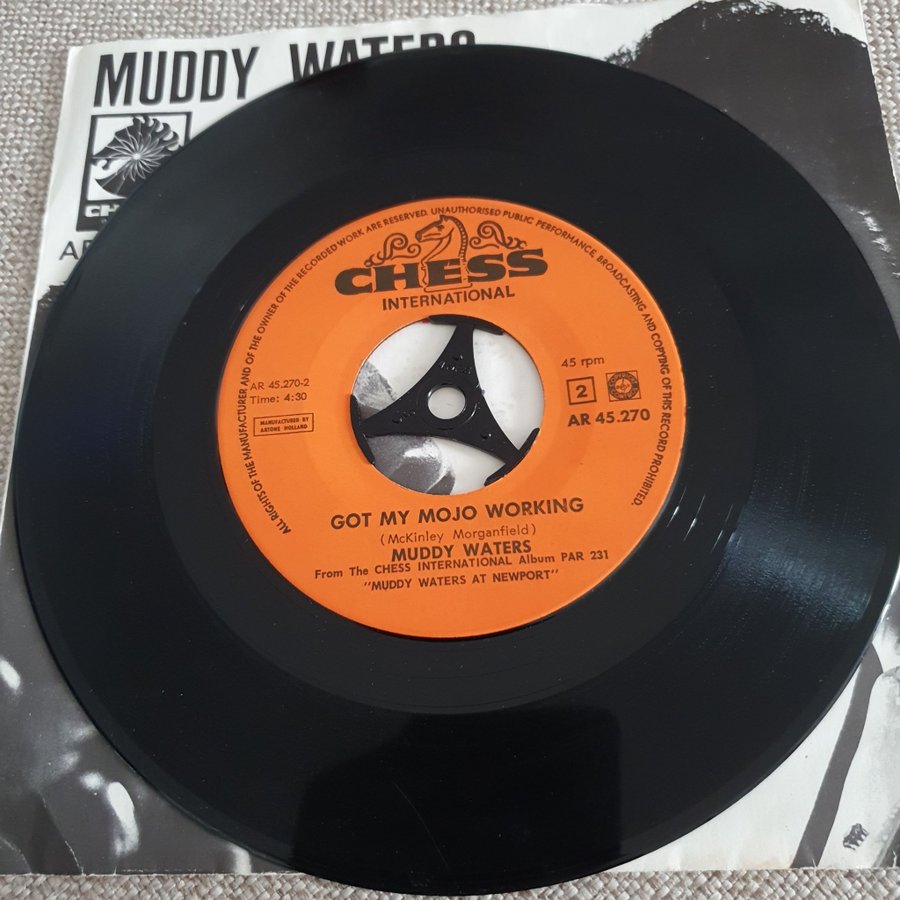 MUDDY WATERS
CHESS
INTERNATIONAL
ALL RIGHTS OF THE MANUFACTURER AND OF THE OWNER OF THE RECORDED WORK ARE RESERVED. UNAUTHORISED PUBLIC PERFORMANCE, BROADCASTING AND COPYING OF THIS RECORD PROHIBITED.
AR 45.270-2
Time: 4:30
MANUFACTURED BY
ARTONE HOLLAND
45 rpm
2
AR 45.270
GOT MY MOJO WORKING
(McKinley Morganfield)
MUDDY WATERS
From The CHESS INTERNATIONAL Album PAR 231
"MUDDY WATERS AT NEWPORT"